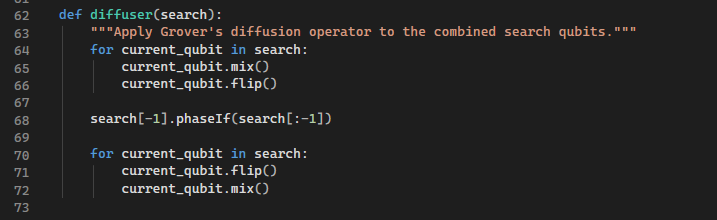 62 def diffuser(search):
63 """Apply Grover's diffusion operator to the combined search qubits."""
64 for current_qubit in search:
65 current_qubit.mix()
66 current_qubit.flip()
67
68 search[-1].phaseIf(search[:-1])
69
70 for current_qubit in search:
71 current_qubit.flip()
72 current_qubit.mix()
73